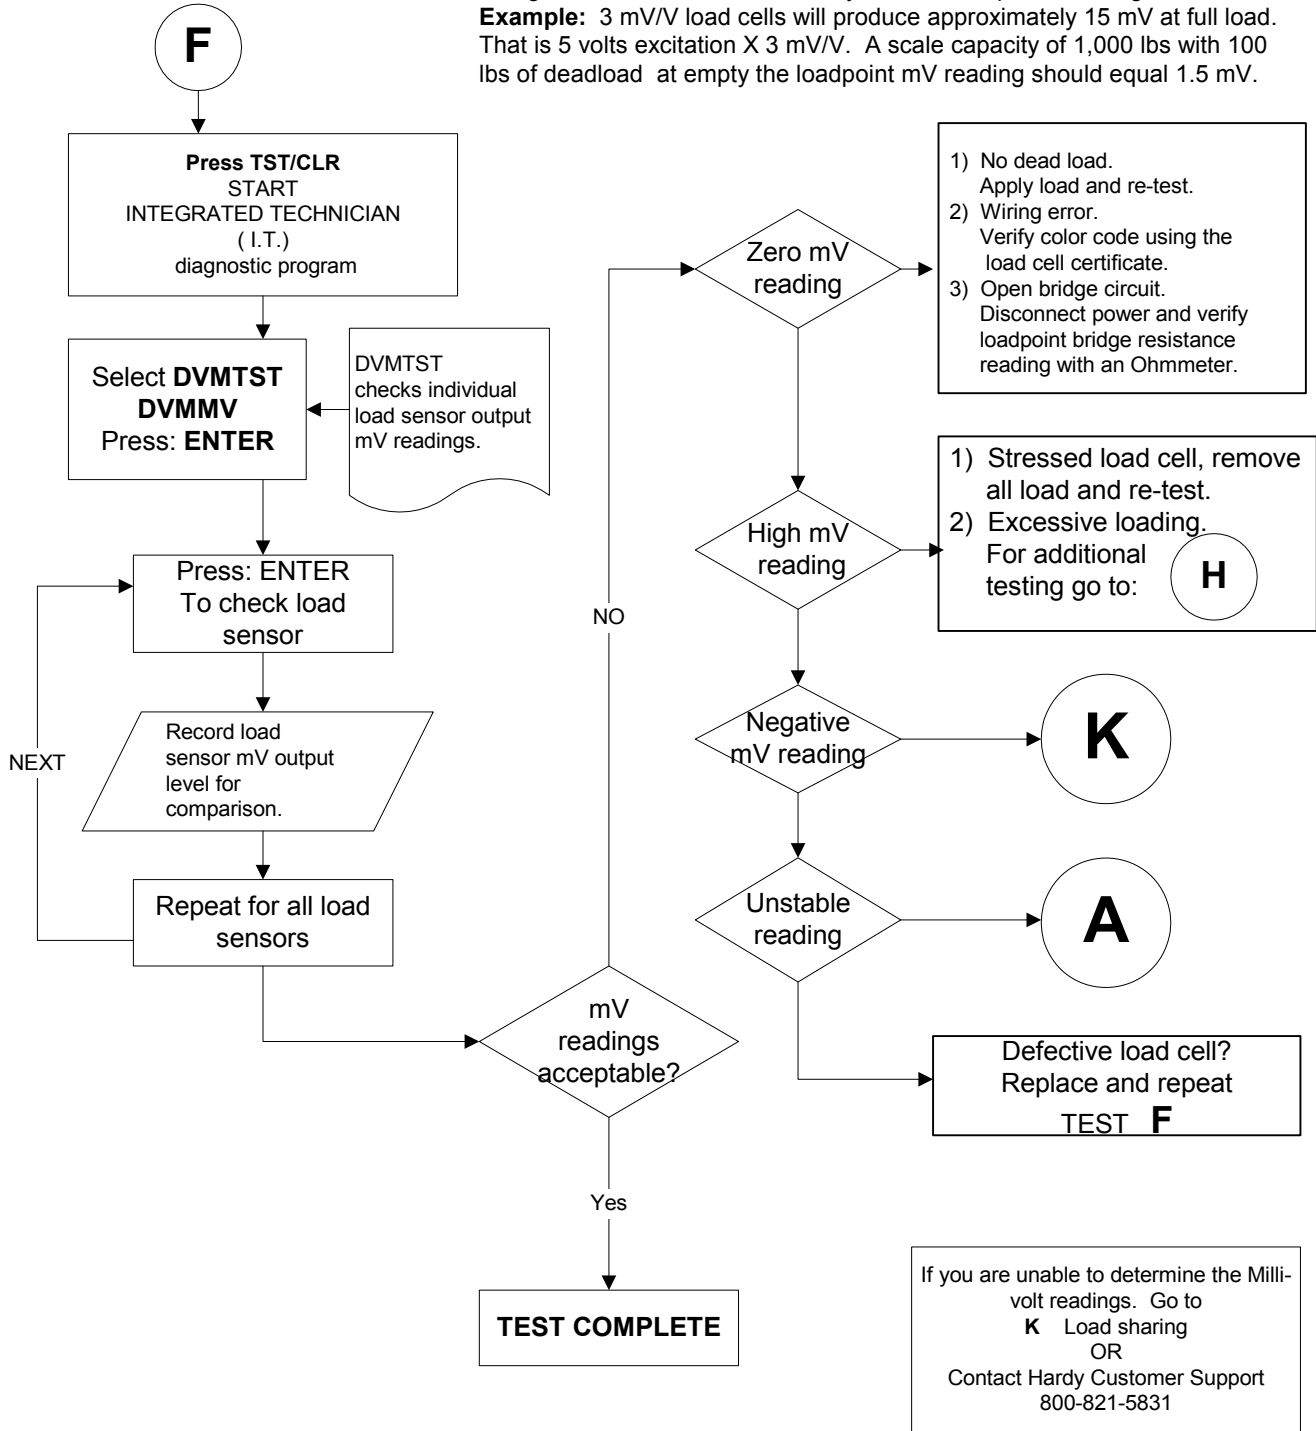 Example: 3 mV/V load cells will produce approximately 15 mV at full load.
That is 5 volts excitation X 3 mV/V. A scale capacity of 1,000 lbs with 100
lbs of deadload at empty the loadpoint mV reading should equal 1.5 mV.
F
Press TST/CLR
START
INTEGRATED TECHNICIAN
( I.T.)
diagnostic program
Select DVMTST
DVMMV
Press: ENTER
DVMTST
checks individual
load sensor output
mV readings.
Press: ENTER
To check load
sensor
Record load
sensor mV output
level for
comparison.
NEXT
Repeat for all load
sensors
mV
readings
acceptable?
NO
Yes
TEST COMPLETE
Zero mV
reading
1) No dead load.
Apply load and re-test.
2) Wiring error.
Verify color code using the
load cell certificate.
3) Open bridge circuit.
Disconnect power and verify
loadpoint bridge resistance
reading with an Ohmmeter.
High mV
reading
1) Stressed load cell, remove
all load and re-test.
2) Excessive loading.
For additional
testing go to:
H
Negative
mV reading
K
Unstable
reading
A
Defective load cell?
Replace and repeat
TEST F
If you are unable to determine the Milli-
volt readings. Go to
K Load sharing
OR
Contact Hardy Customer Support
800-821-5831